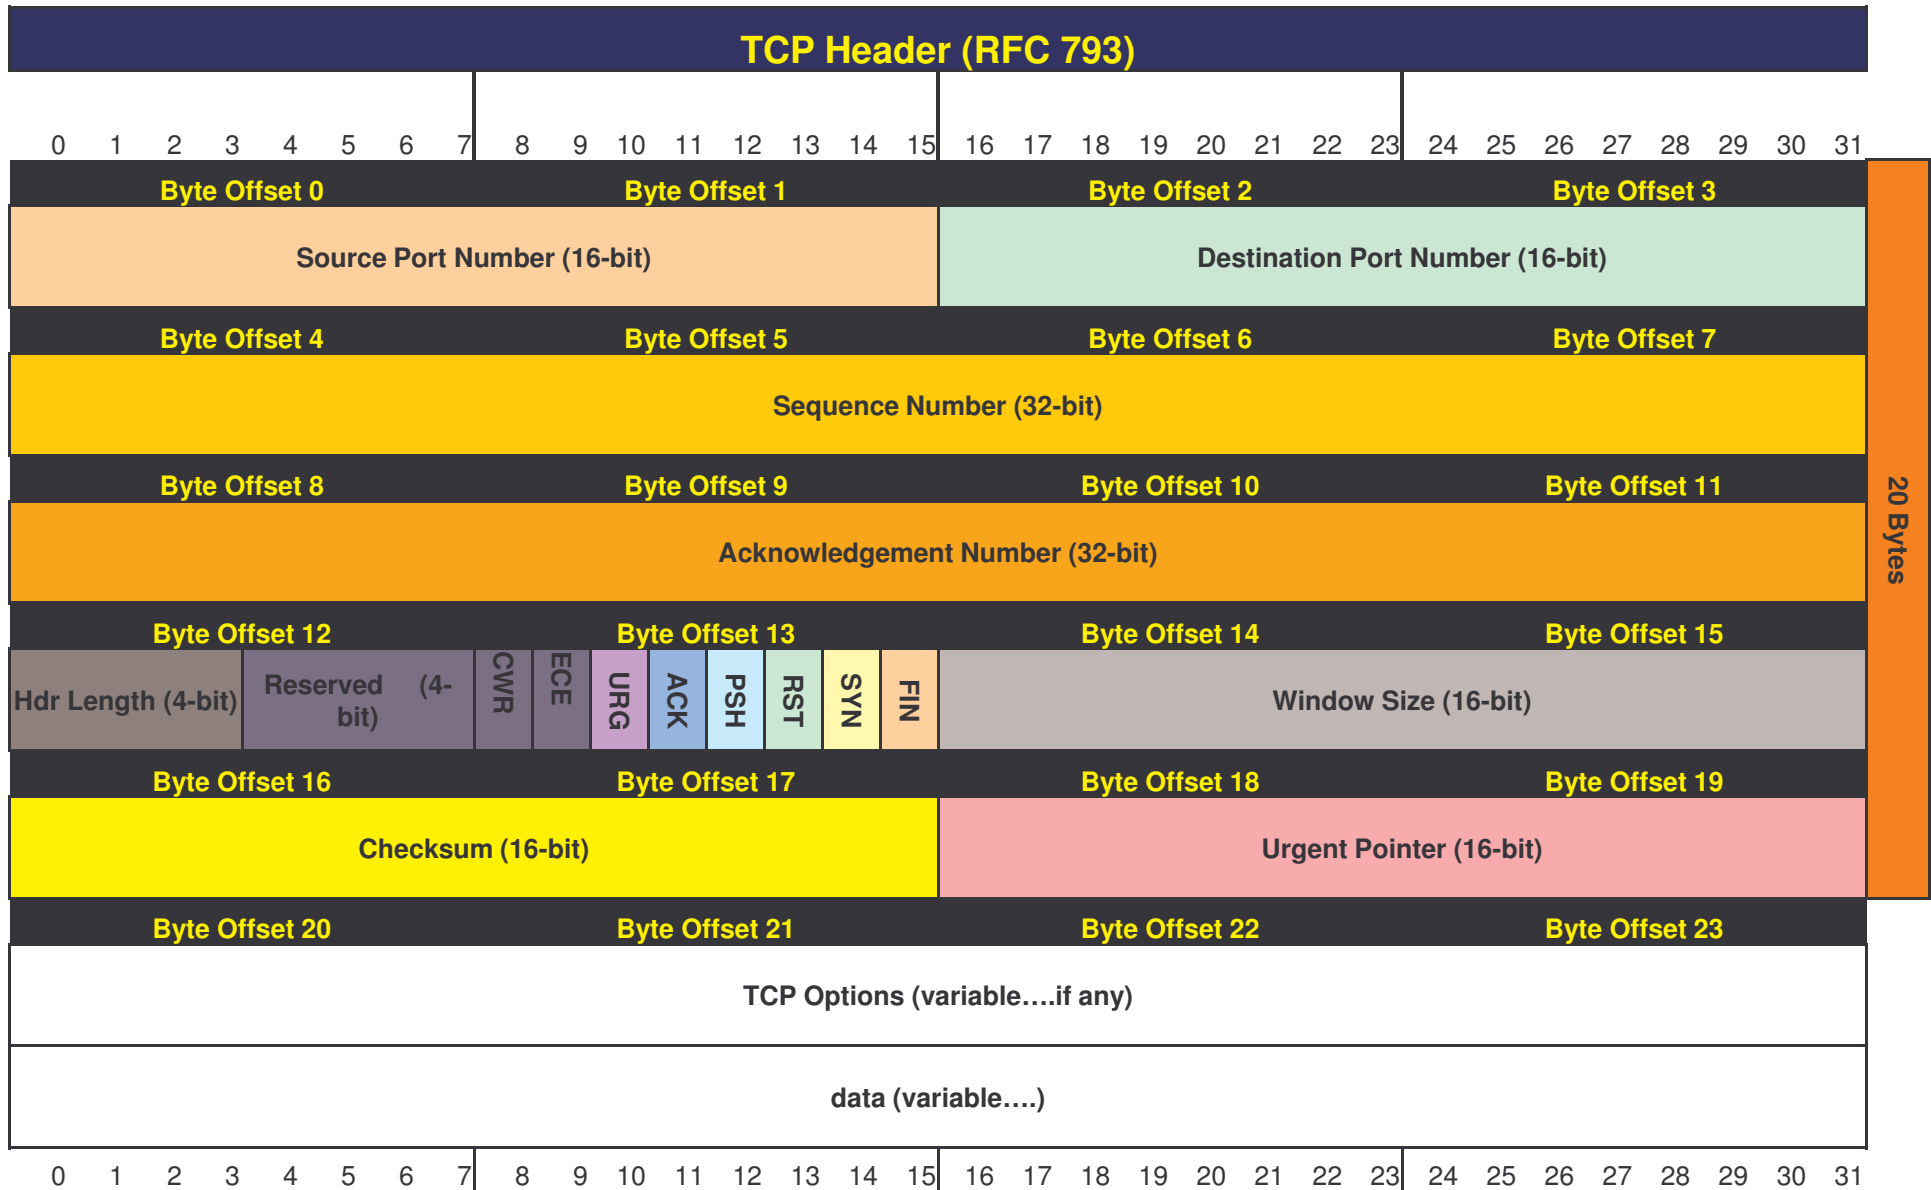 TCP Header (RFC 793)
0 1 2 3 4 5 6 7 8 9 10 11 12 13 14 15 16 17 18 19 20 21 22 23 24 25 26 27 28 29 30 31
Byte Offset 0 Byte Offset 1 Byte Offset 2 Byte Offset 3
Source Port Number (16-bit) Destination Port Number (16-bit)
Byte Offset 4 Byte Offset 5 Byte Offset 6 Byte Offset 7
Sequence Number (32-bit)
Byte Offset 8 Byte Offset 9 Byte Offset 10 Byte Offset 11
Acknowledgement Number (32-bit)
20 Bytes
Byte Offset 12 Byte Offset 13 Byte Offset 14 Byte Offset 15
Hdr Length (4-bit)
Reserved (4-
bit)
CWR
ECE
URG
ACK
PSH
RST
SYN
FIN
Window Size (16-bit)
Byte Offset 16 Byte Offset 17 Byte Offset 18 Byte Offset 19
Checksum (16-bit) Urgent Pointer (16-bit)
Byte Offset 20 Byte Offset 21 Byte Offset 22 Byte Offset 23
TCP Options (variable....if any)
data (variable....)
0 1 2 3 4 5 6 7 8 9 10 11 12 13 14 15 16 17 18 19 20 21 22 23 24 25 26 27 28 29 30 31